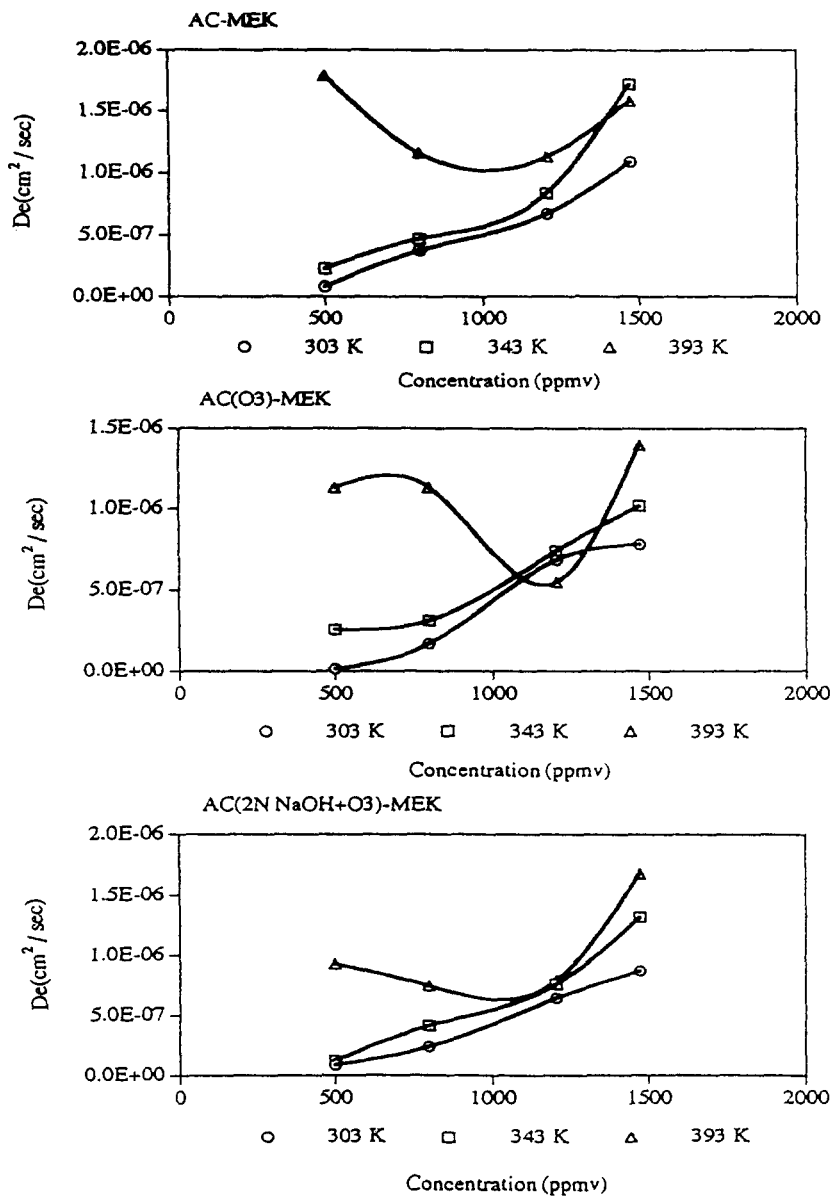 AC-MEK
2.0E-06
1.5E-06
1.0E-06
5.0E-07
0.0E+00
De(cm²/sec)
0 500 1000 1500 2000
303 K 343 K 393 K
Concentration (ppmv)
AC(O3)-MEK
1.5E-06
1.0E-06
5.0E-07
0.0E+00
De(cm²/sec)
0 500 1000 1500 2000
303 K 343 K 393 K
Concentration (ppmv)
AC(2N NaOH+O3)-MEK
2.0E-06
1.5E-06
1.0E-06
5.0E-07
0.0E+00
De(cm²/sec)
0 500 1000 1500 2000
303 K 343 K 393 K
Concentration (ppmv)